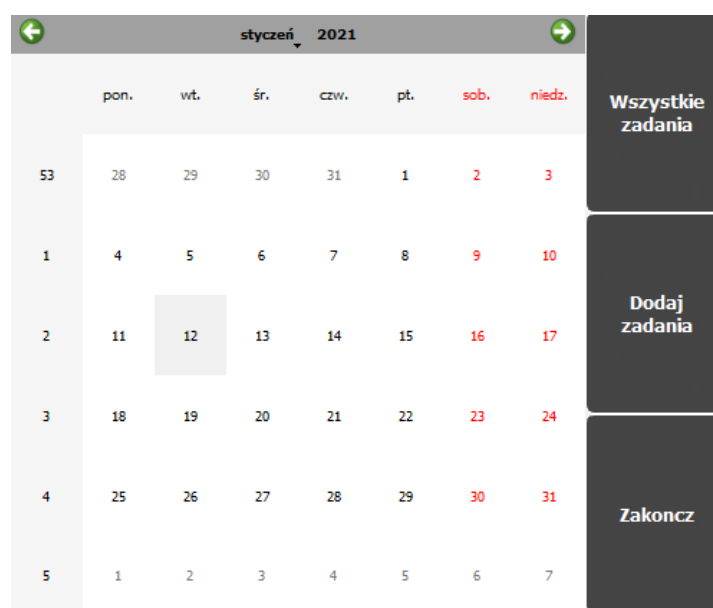 styczeń 2021
pon. wt. śr. czw. pt. sob. niedz.
53 28 29 30 31 1 2 3
1 4 5 6 7 8 9 10
2 11 12 13 14 15 16 17
3 18 19 20 21 22 23 24
4 25 26 27 28 29 30 31
5 1 2 3 4 5 6 7
Wszystkie
zadania
Dodaj
zadania
Zakoncz